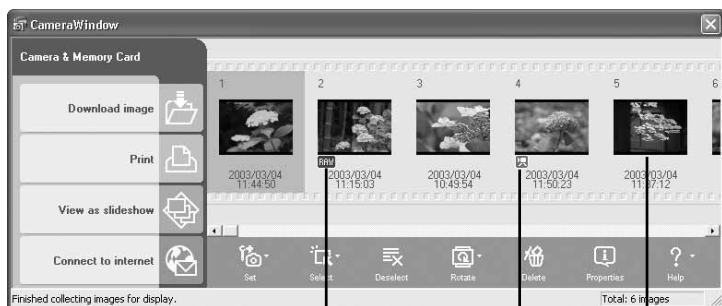 CameraWindow
Camera & Memory Card
Download image
Print
View as slideshow
Connect to internet
1
2
3
4
5
6
RAW
2003/03/04
11:44:50
2003/03/04
11:15:03
2003/03/04
10:49:54
2003/03/04
11:50:23
2003/03/04
Set
Select
Deselect
Rotate
Delete
Properties
Help
Finished collecting images for display.
Total: 6 images